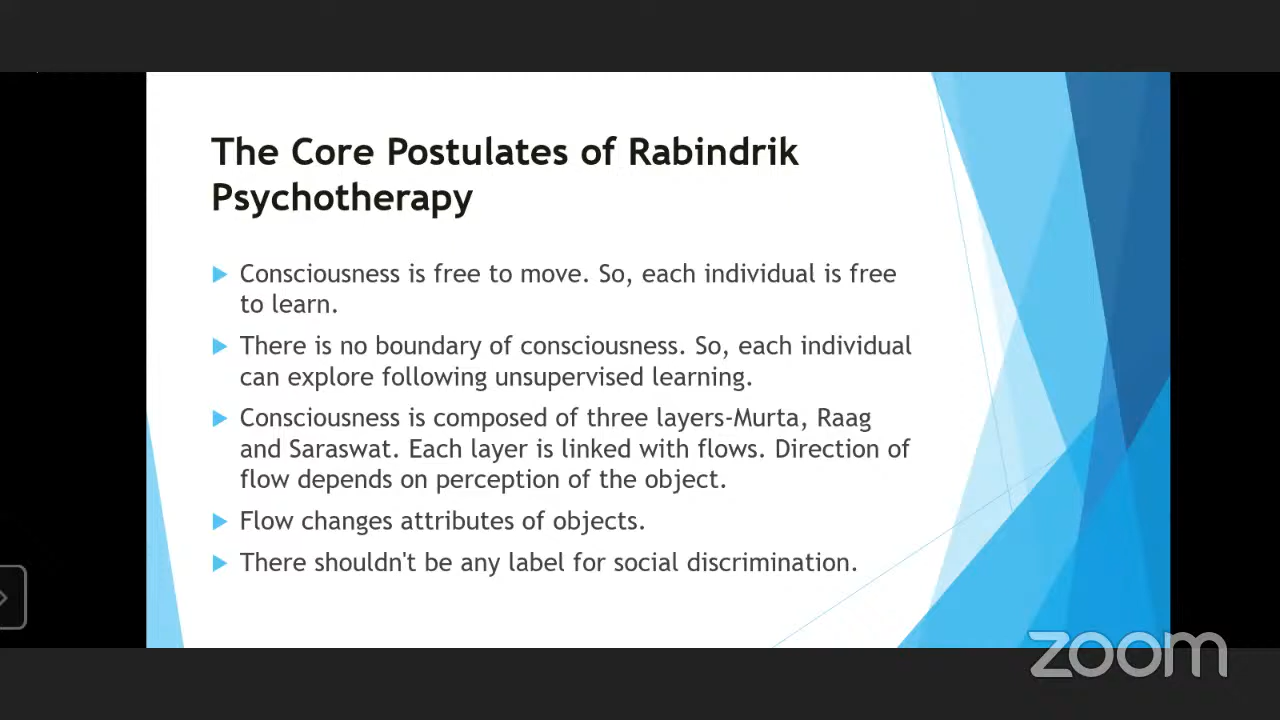 The Core Postulates of Rabindrik
Psychotherapy
Consciousness is free to move. So, each individual is free
to learn.
There is no boundary of consciousness. So, each individual
can explore following unsupervised learning.
Consciousness is composed of three layers-Murta, Raag
and Saraswat. Each layer is linked with flows. Direction of
flow depends on perception of the object.
Flow changes attributes of objects.
There shouldn't be any label for social discrimination.
zoom